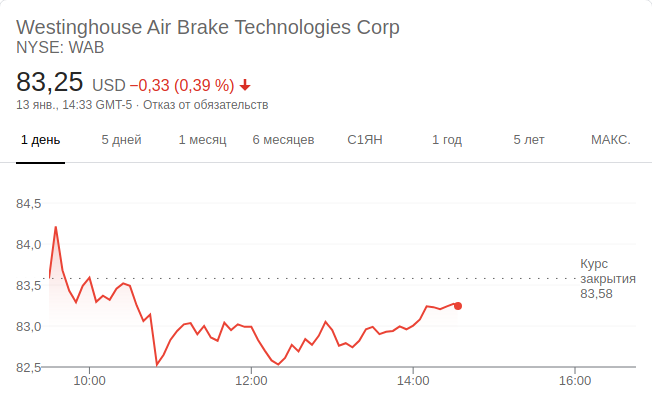 Westinghouse Air Brake Technologies Corp
NYSE: WAB
83,25 USD −0,33 (0,39 %)
13 янв., 14:33 GMT-5 · Отказ от обязательств
1 день 5 дней 1 месяц 6 месяцев С1ЯН 1 год 5 лет МАКС.
84,5
84,0
Курс
83,5 закрытия
83,58
83,0
82,5
10:00 12:00 14:00 16:00